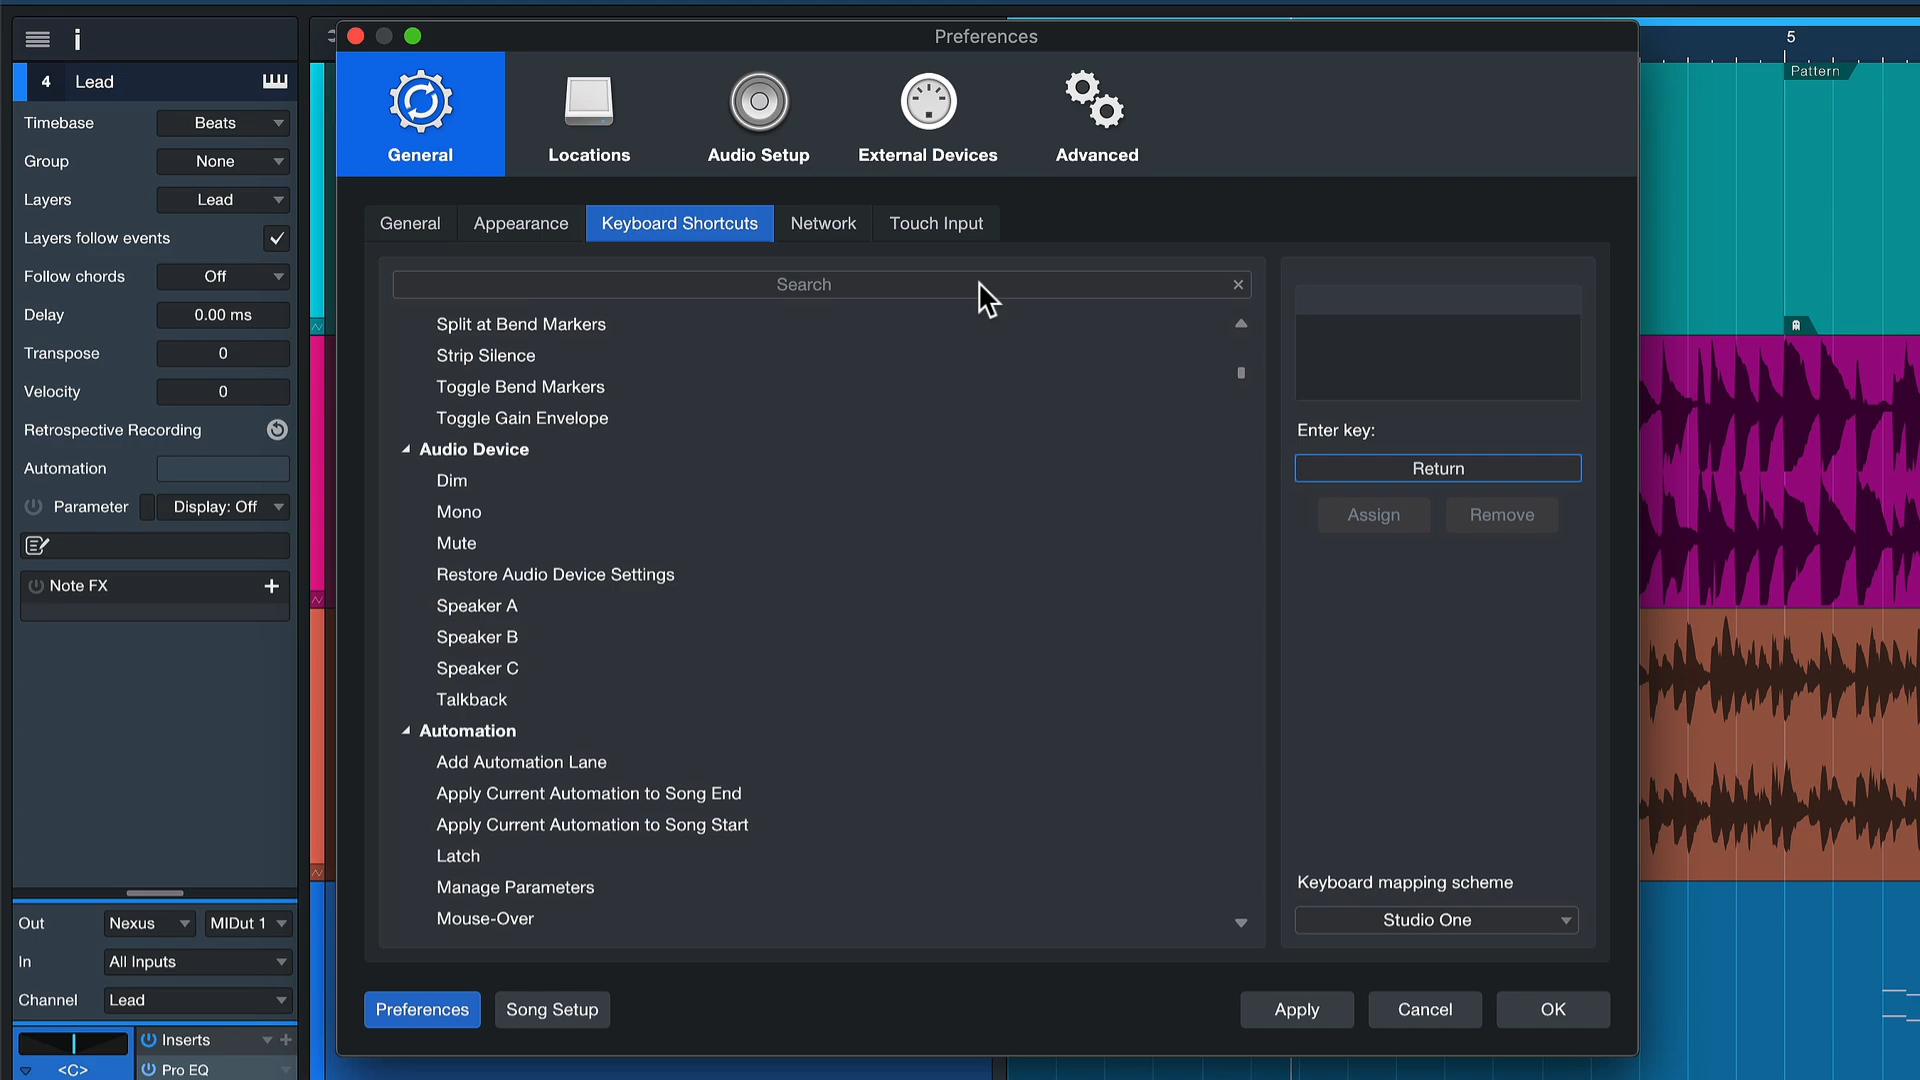 i
Preferences
5
Pattern
4 Lead
General
Locations
Audio Setup
External Devices
Advanced
Timebase Beats
Group None
Layers Lead
Layers follow events
Follow chords Off
Delay 0.00 ms
Transpose 0
Velocity 0
Retrospective Recording
Automation
Parameter Display: Off
Note FX +
Out Nexus MIDut 1
In All Inputs
Channel Lead
Inserts +
<C> Pro EQ
General Appearance Keyboard Shortcuts Network Touch Input
Search
Split at Bend Markers
Strip Silence
Toggle Bend Markers
Toggle Gain Envelope
Audio Device
Dim
Mono
Mute
Restore Audio Device Settings
Speaker A
Speaker B
Speaker C
Talkback
Automation
Add Automation Lane
Apply Current Automation to Song End
Apply Current Automation to Song Start
Latch
Manage Parameters
Mouse-Over
Enter key:
Return
Assign Remove
Keyboard mapping scheme
Studio One
Preferences Song Setup Apply Cancel OK